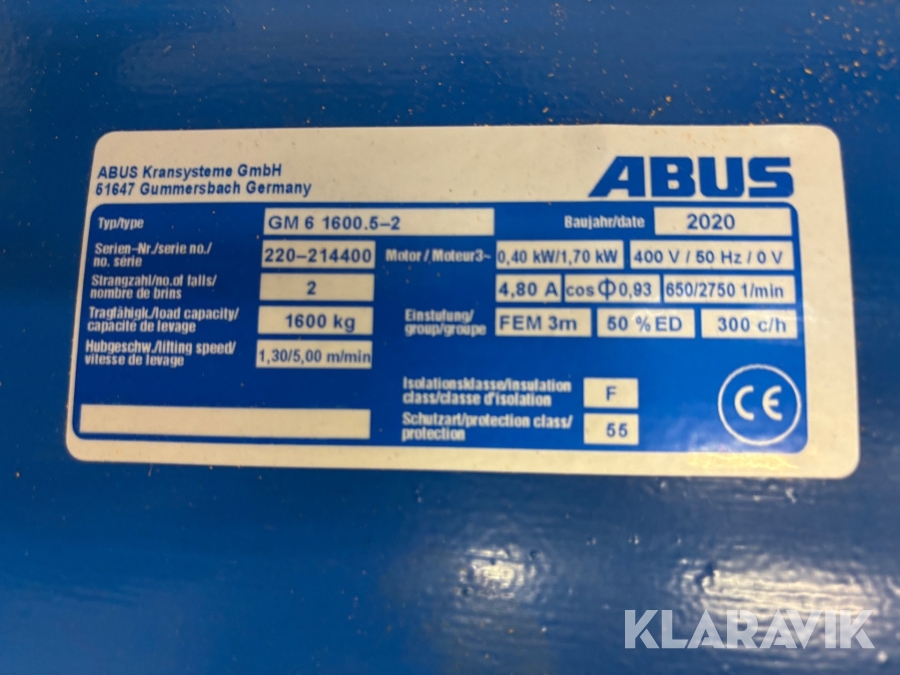 ABUS Kransysteme GmbH
51647 Gummersbach Germany
ABUS
Typ/type
GM 6 1600.5-2
Baujahr/date
2020
Serien-Nr./serie no./
no. série
220-214400
Motor / Moteur3~
0,40 kW/1,70 kW
400 V / 50 Hz / 0 V
Strangzahl/no.of falls/
nombre de brins
2
4,80 A
cos Φ 0,93
650/2750 1/min
Tragfähigk./load capacity/
capacité de levage
1600 kg
Einstufung/
group/groupe
FEM 3m
50 % ED
300 c/h
Hubgeschw./lifting speed/
vitesse de levage
1,30/5,00 m/min
Isolationsklasse/insulation
class/classe d'isolation
F
Schutzart/protection class/
protection
55
CE
KLARAVIK